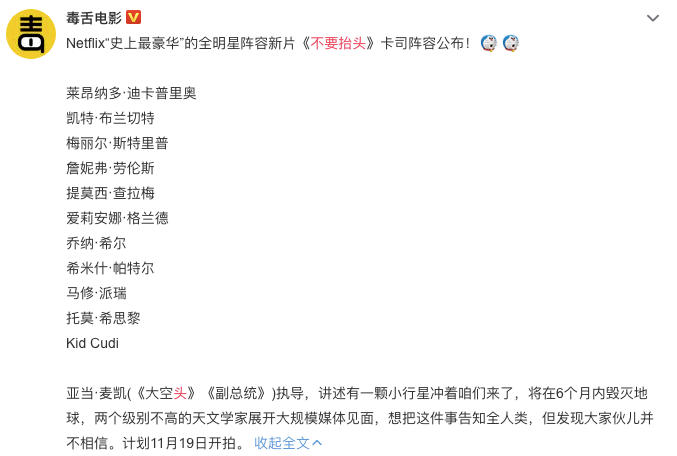 毒
毒舌电影
Netflix“史上最豪华”的全明星阵容新片《不要抬头》卡司阵容公布！
莱昂纳多·迪卡普里奥
凯特·布兰切特
梅丽尔·斯特里普
詹妮弗·劳伦斯
提莫西·查拉梅
爱莉安娜·格兰德
乔纳·希尔
希米什·帕特尔
马修·派瑞
托莫·希思黎
Kid Cudi
亚当·麦凯(《大空头》《副总统》)执导，讲述有一颗小行星冲着咱们来了，将在6个月内毁灭地
球，两个级别不高的天文学家展开大规模媒体见面，想把这件事告知全人类，但发现大家伙儿并
不相信。计划11月19日开拍。 收起全文